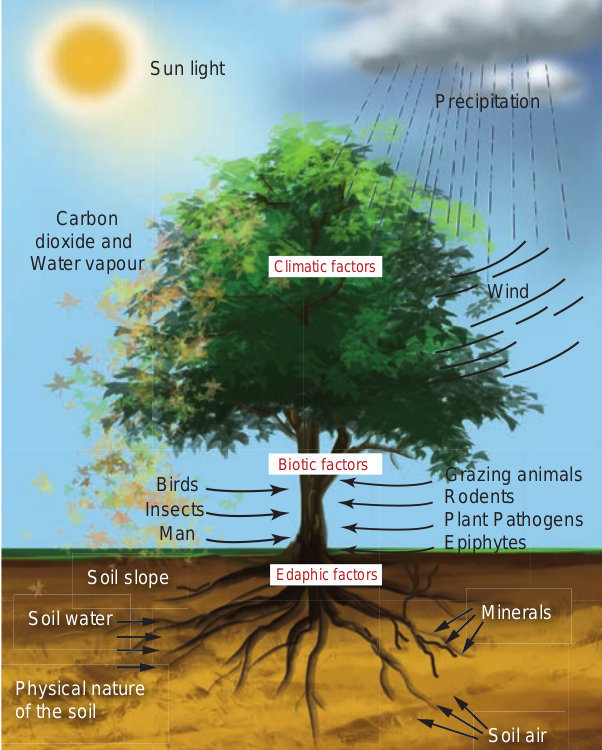 Sun light
Precipitation
Carbon
dioxide and
Water vapour
Climatic factors
Wind
Biotic factors
Birds
Insects
Man
Grazing animals
Rodents
Plant Pathogens
Epiphytes
Edaphic factors
Soil slope
Soil water
Minerals
Physical nature
of the soil
Soil air